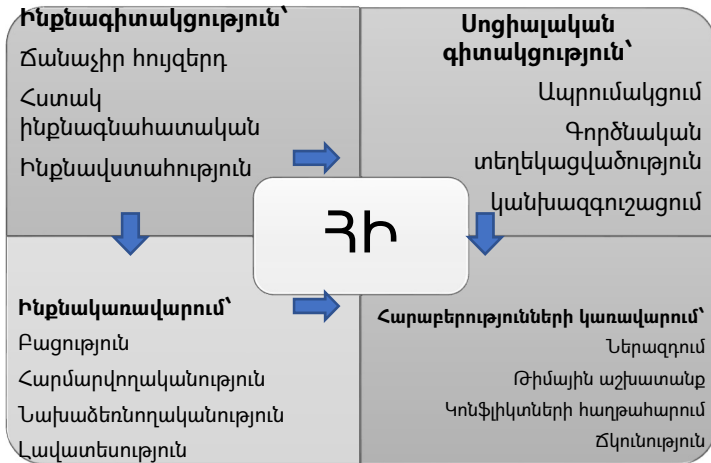 Ինքնագիտակցություն՝
Ճանաչիր հույզերդ
Հստակ
ինքնագնահատական
Ինքնավստահություն
Սոցիալական
գիտակցություն՝
Ապրումակցում
Գործնական
տեղեկացվածություն
կանխազգուշացում
ՀԻ
Ինքնակառավարում՝
Բացություն
Հարմարվողականություն
Նախաձեռնողականություն
Լավատեսություն
Հարաբերությունների կառավարում՝
Ներազդում
Թիմային աշխատանք
Կոնֆլիկտների հաղթահարում
Ճկունություն